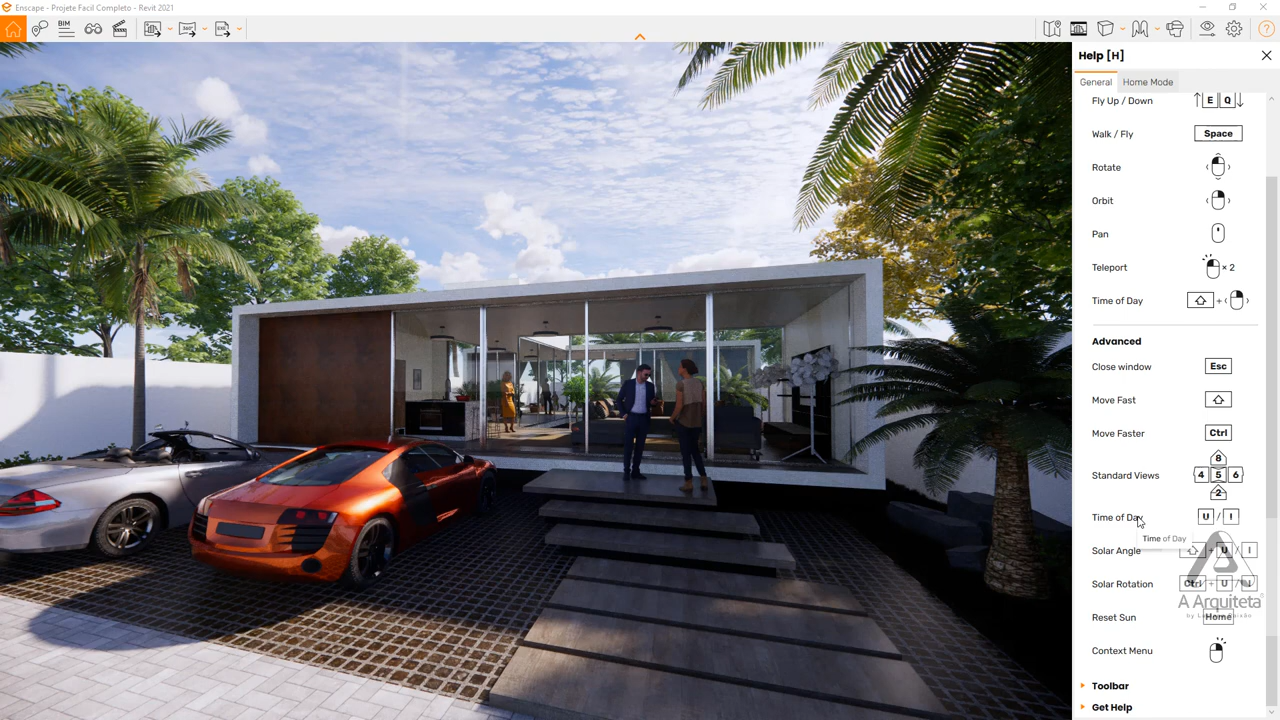 Enscape - Projete Facil Completo - Revit 2021
BIM
360°
EXE
?
Help [H]
General Home Mode
Fly Up / Down E Q
Walk / Fly Space
Rotate
Orbit
Pan
Teleport × 2
Time of Day +
Advanced
Close window Esc
Move Fast
Move Faster Ctrl
8
Standard Views 4 5 6
2
Time of Day U / I
Time of Day
Solar Angle + U / I
Solar Rotation Ctrl + U / I
A Arquiteta
Reset Sun Home
Context Menu
Toolbar
Get Help